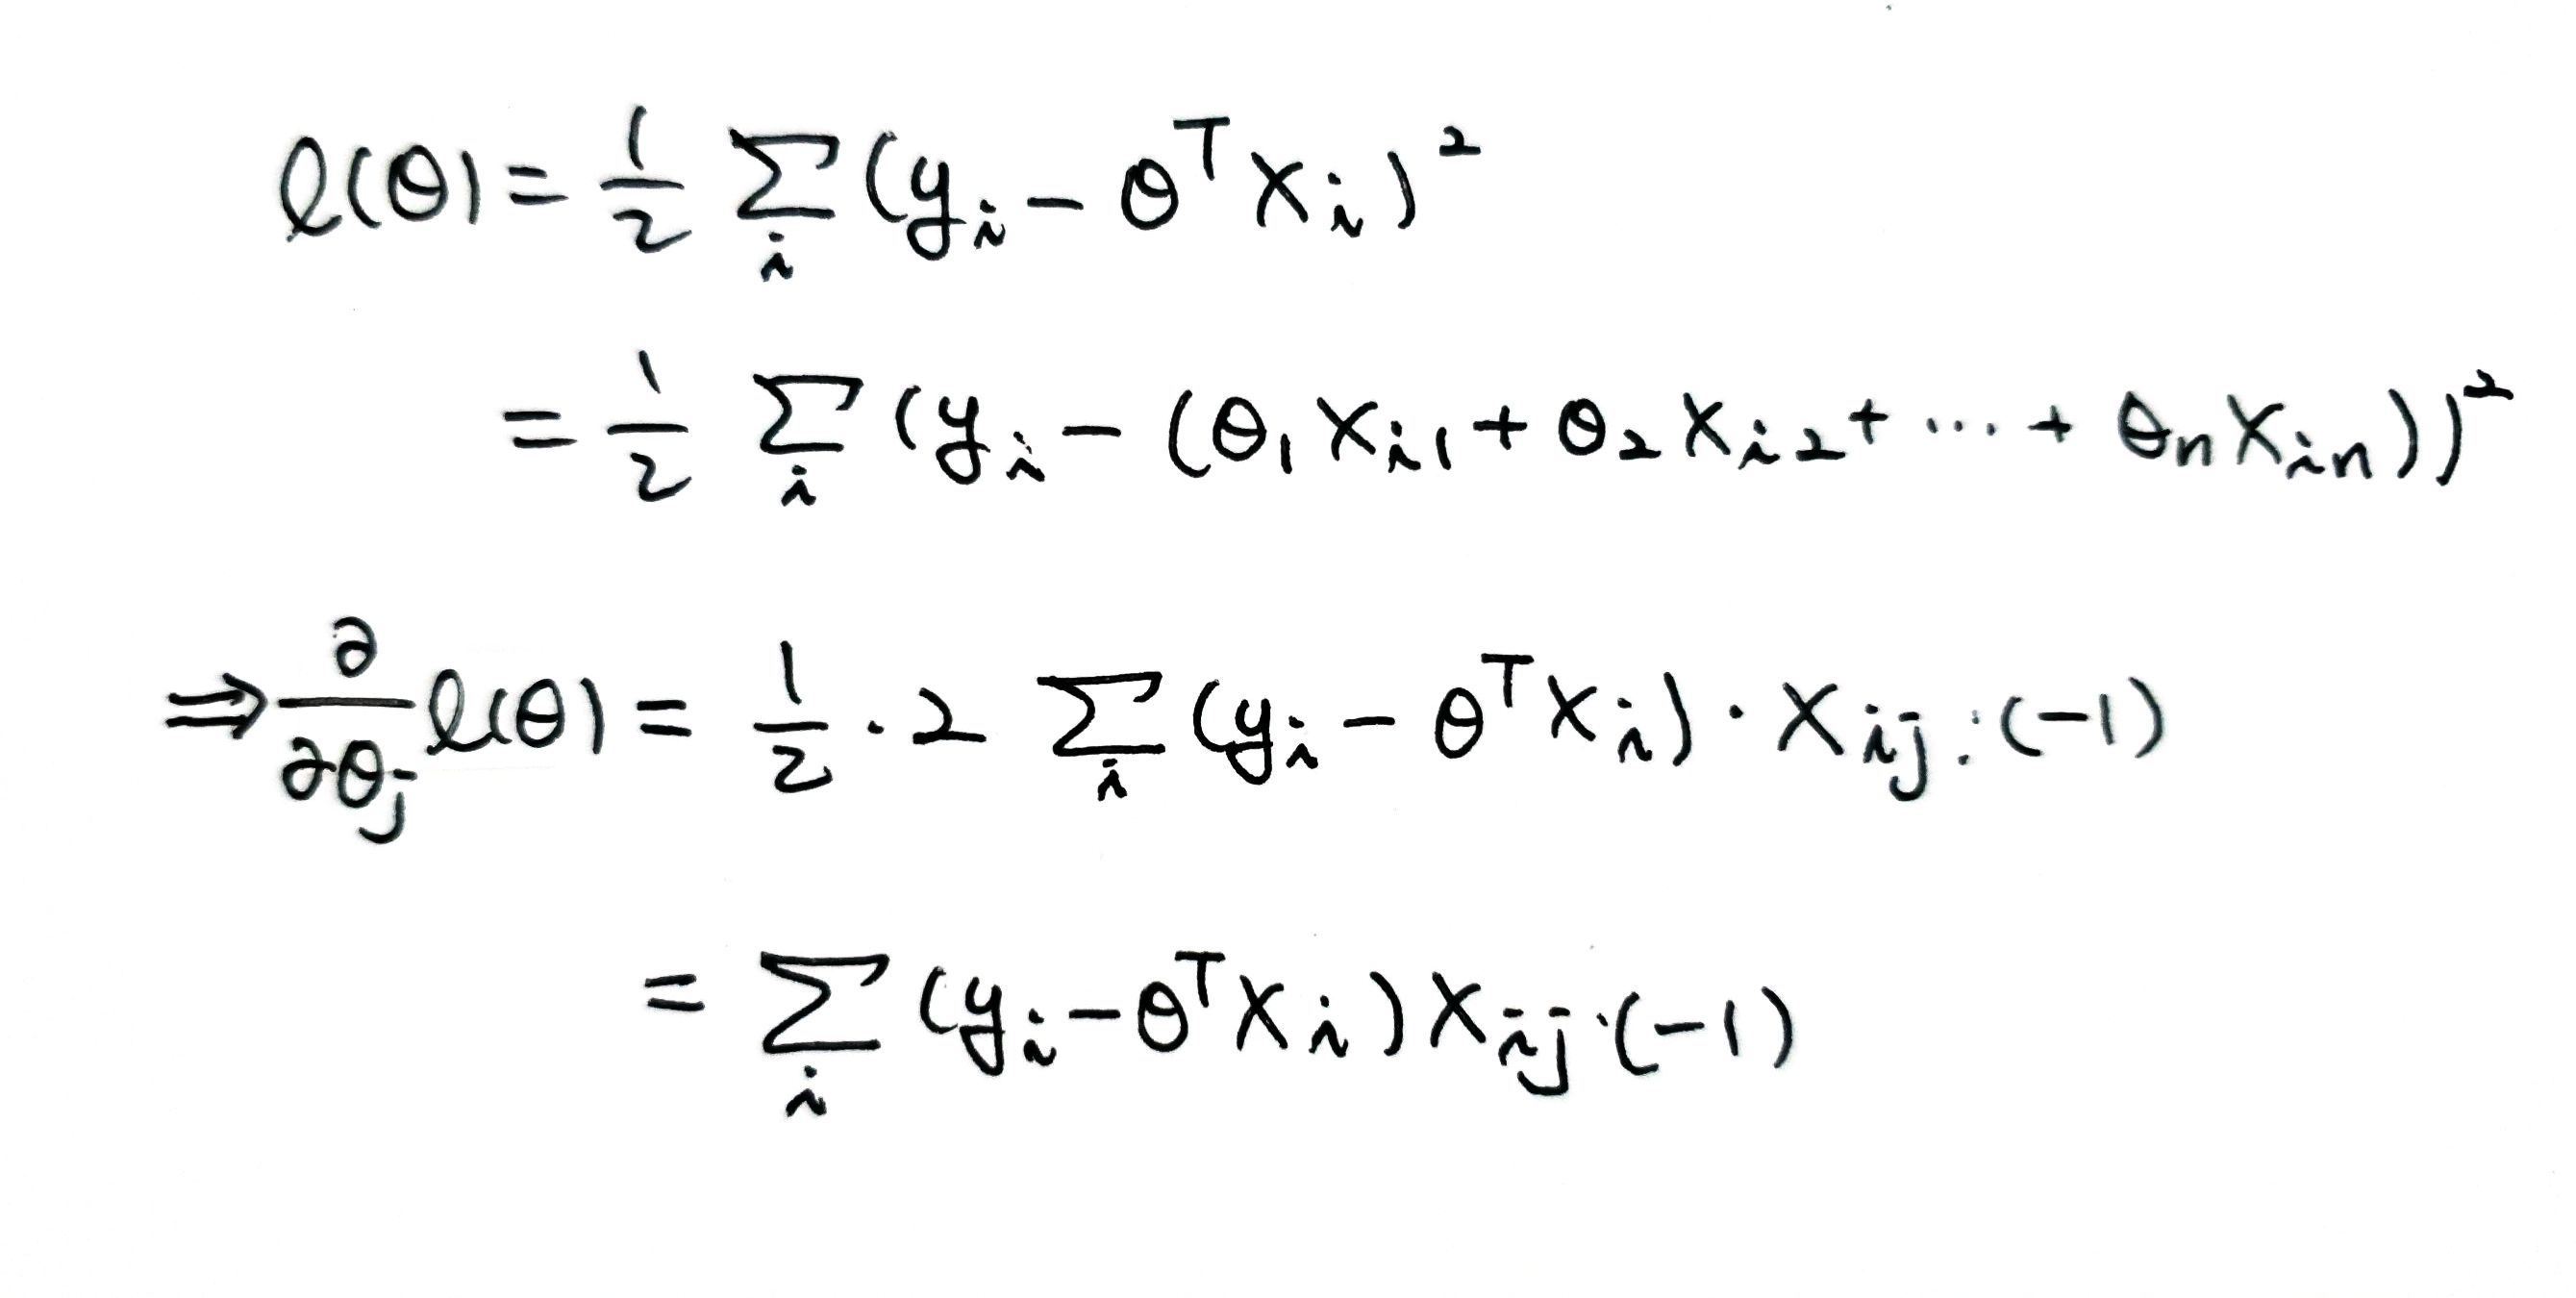 ℓ(θ) = 1/2 Σ_i (y_i − θ^T x_i)^2
= 1/2 Σ_i (y_i − (θ_1 x_i1 + θ_2 x_i2 + ⋯ + θ_n x_in))^2
⇒ ∂/∂θ_j ℓ(θ) = 1/2 · 2 Σ_i (y_i − θ^T x_i) · x_ij · (−1)
= Σ_i (y_i − θ^T x_i) x_ij · (−1)